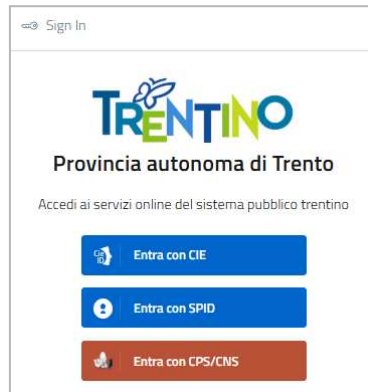 Sign In
TRENTINO
Provincia autonoma di Trento
Accedi ai servizi online del sistema pubblico trentino
Entra con CIE
Entra con SPID
Entra con CPS/CNS